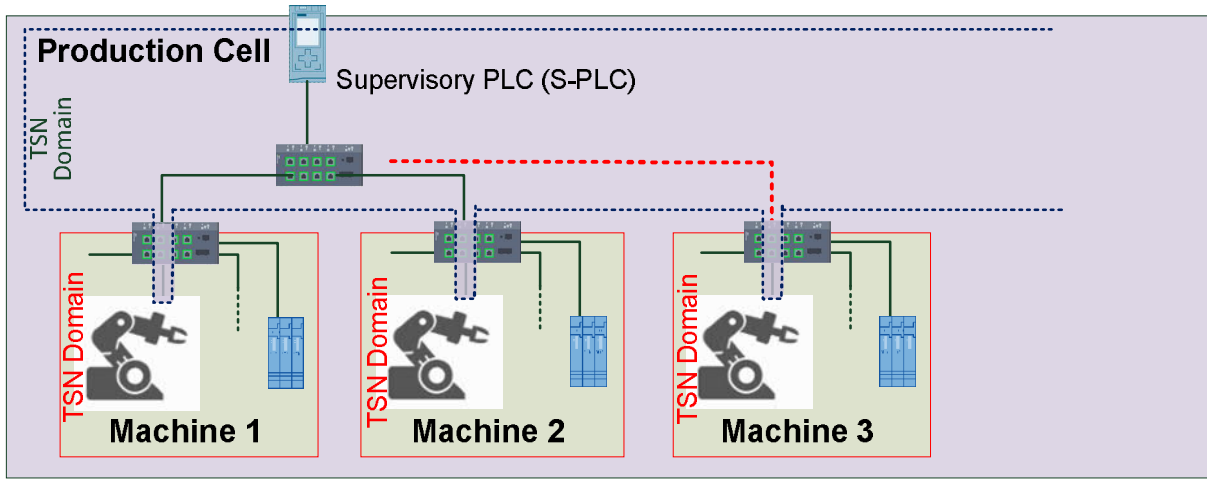 Production Cell
Supervisory PLC (S-PLC)
TSN
Domain
TSN Domain
Machine 1
TSN Domain
Machine 2
TSN Domain
Machine 3